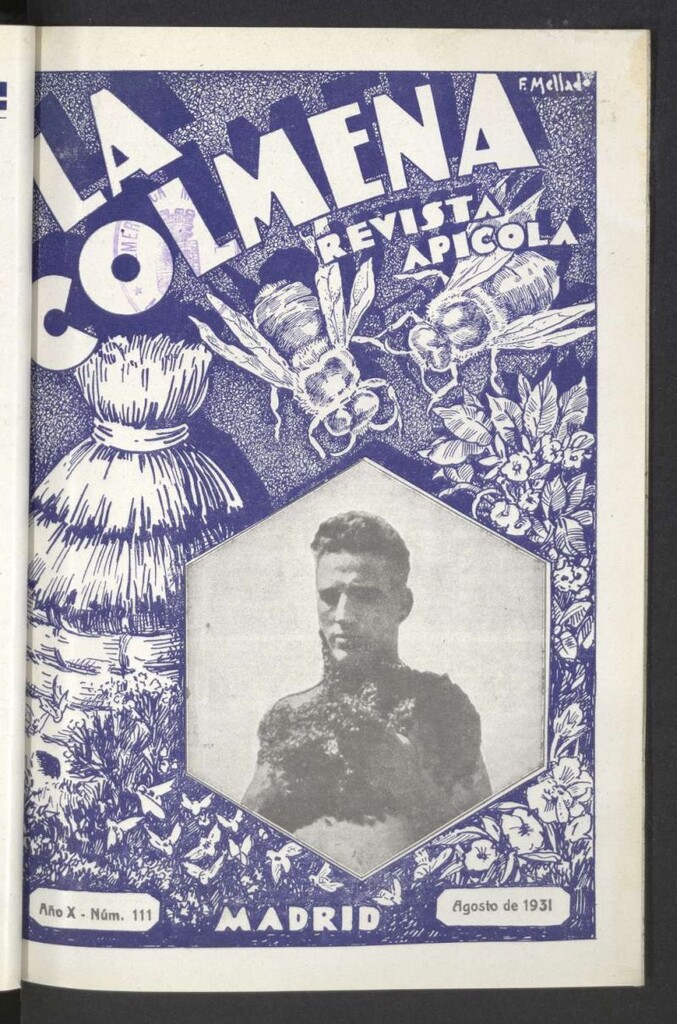 F. Mellado
LA
COLMENA
REVISTA
APICOLA
Año X - Núm. 111
MADRID
Agosto de 1931